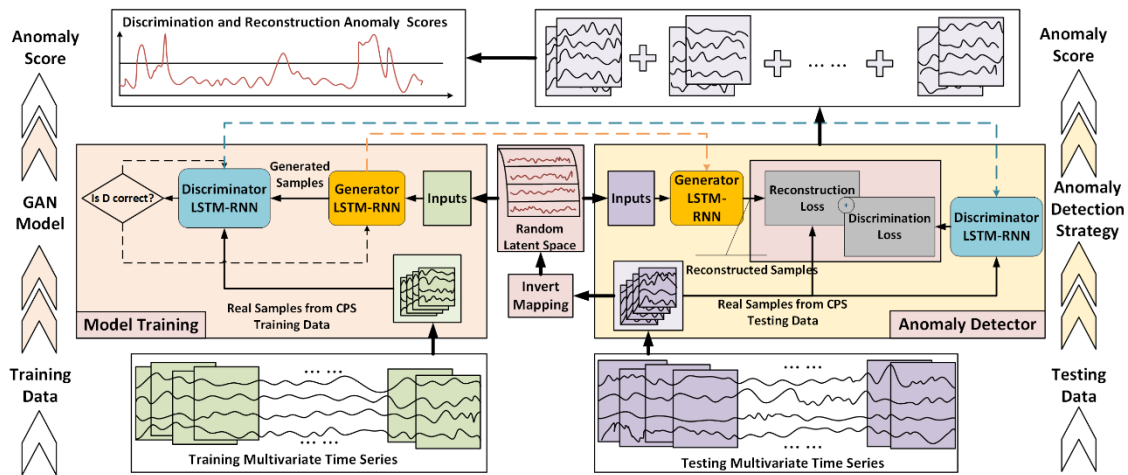 Discrimination and Reconstruction Anomaly Scores
... ...
Anomaly
Score
GAN
Model
Training
Data
Is D correct?
Discriminator
LSTM-RNN
Generated
Samples
Generator
LSTM-RNN
Inputs
Real Samples from CPS
Training Data
Model Training
Random
Latent Space
Invert
Mapping
Inputs
Generator
LSTM-
RNN
Reconstruction
Loss
Discrimination
Loss
Discriminator
LSTM-RNN
Reconstructed Samples
Real Samples from CPS
Testing Data
Anomaly Detector
Anomaly
Score
Anomaly
Detection
Strategy
Testing
Data
... ...
... ...
Training Multivariate Time Series
... ...
... ...
Testing Multivariate Time Series